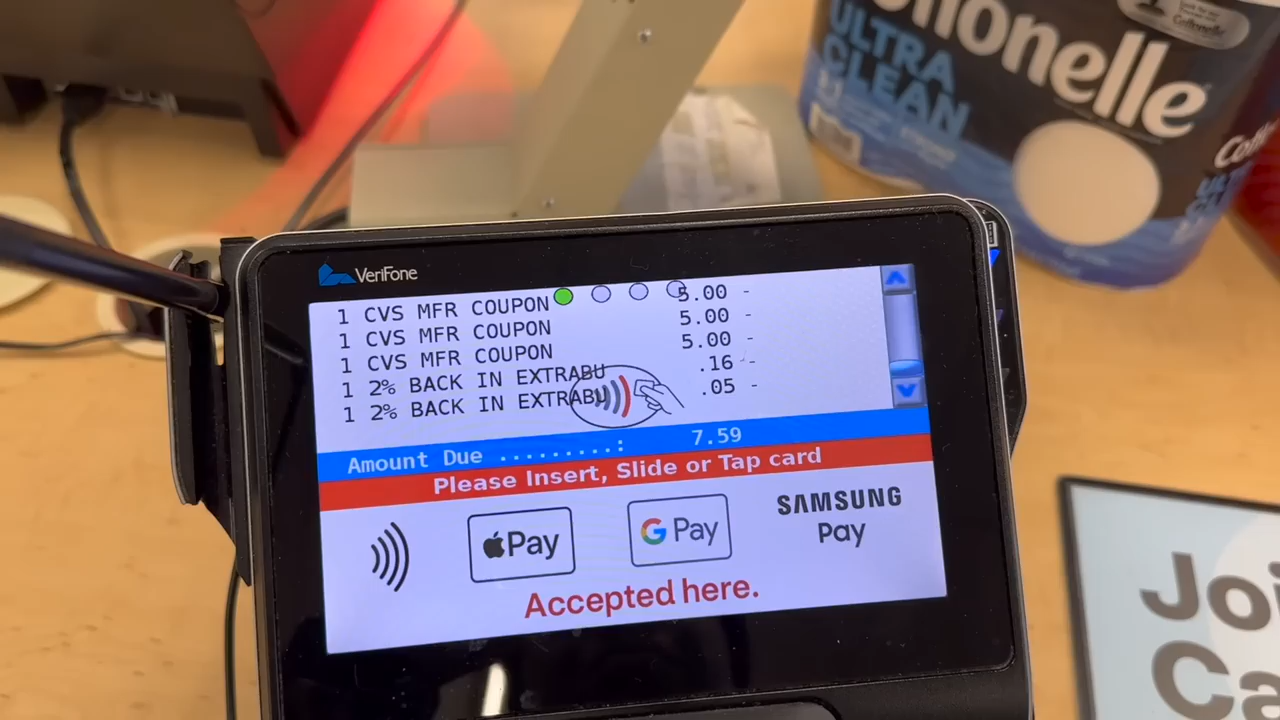 onelle
ULTRA
CLEAN
Co
VeriFone
1 CVS MFR COUPON 5.00 -
1 CVS MFR COUPON 5.00 -
1 CVS MFR COUPON 5.00 -
1 2% BACK IN EXTRABU .16 -
1 2% BACK IN EXTRABU .05 -
Amount Due .........: 7.59
Please Insert, Slide or Tap card
Pay
G Pay
SAMSUNG
Pay
Accepted here.
Joi
Ca